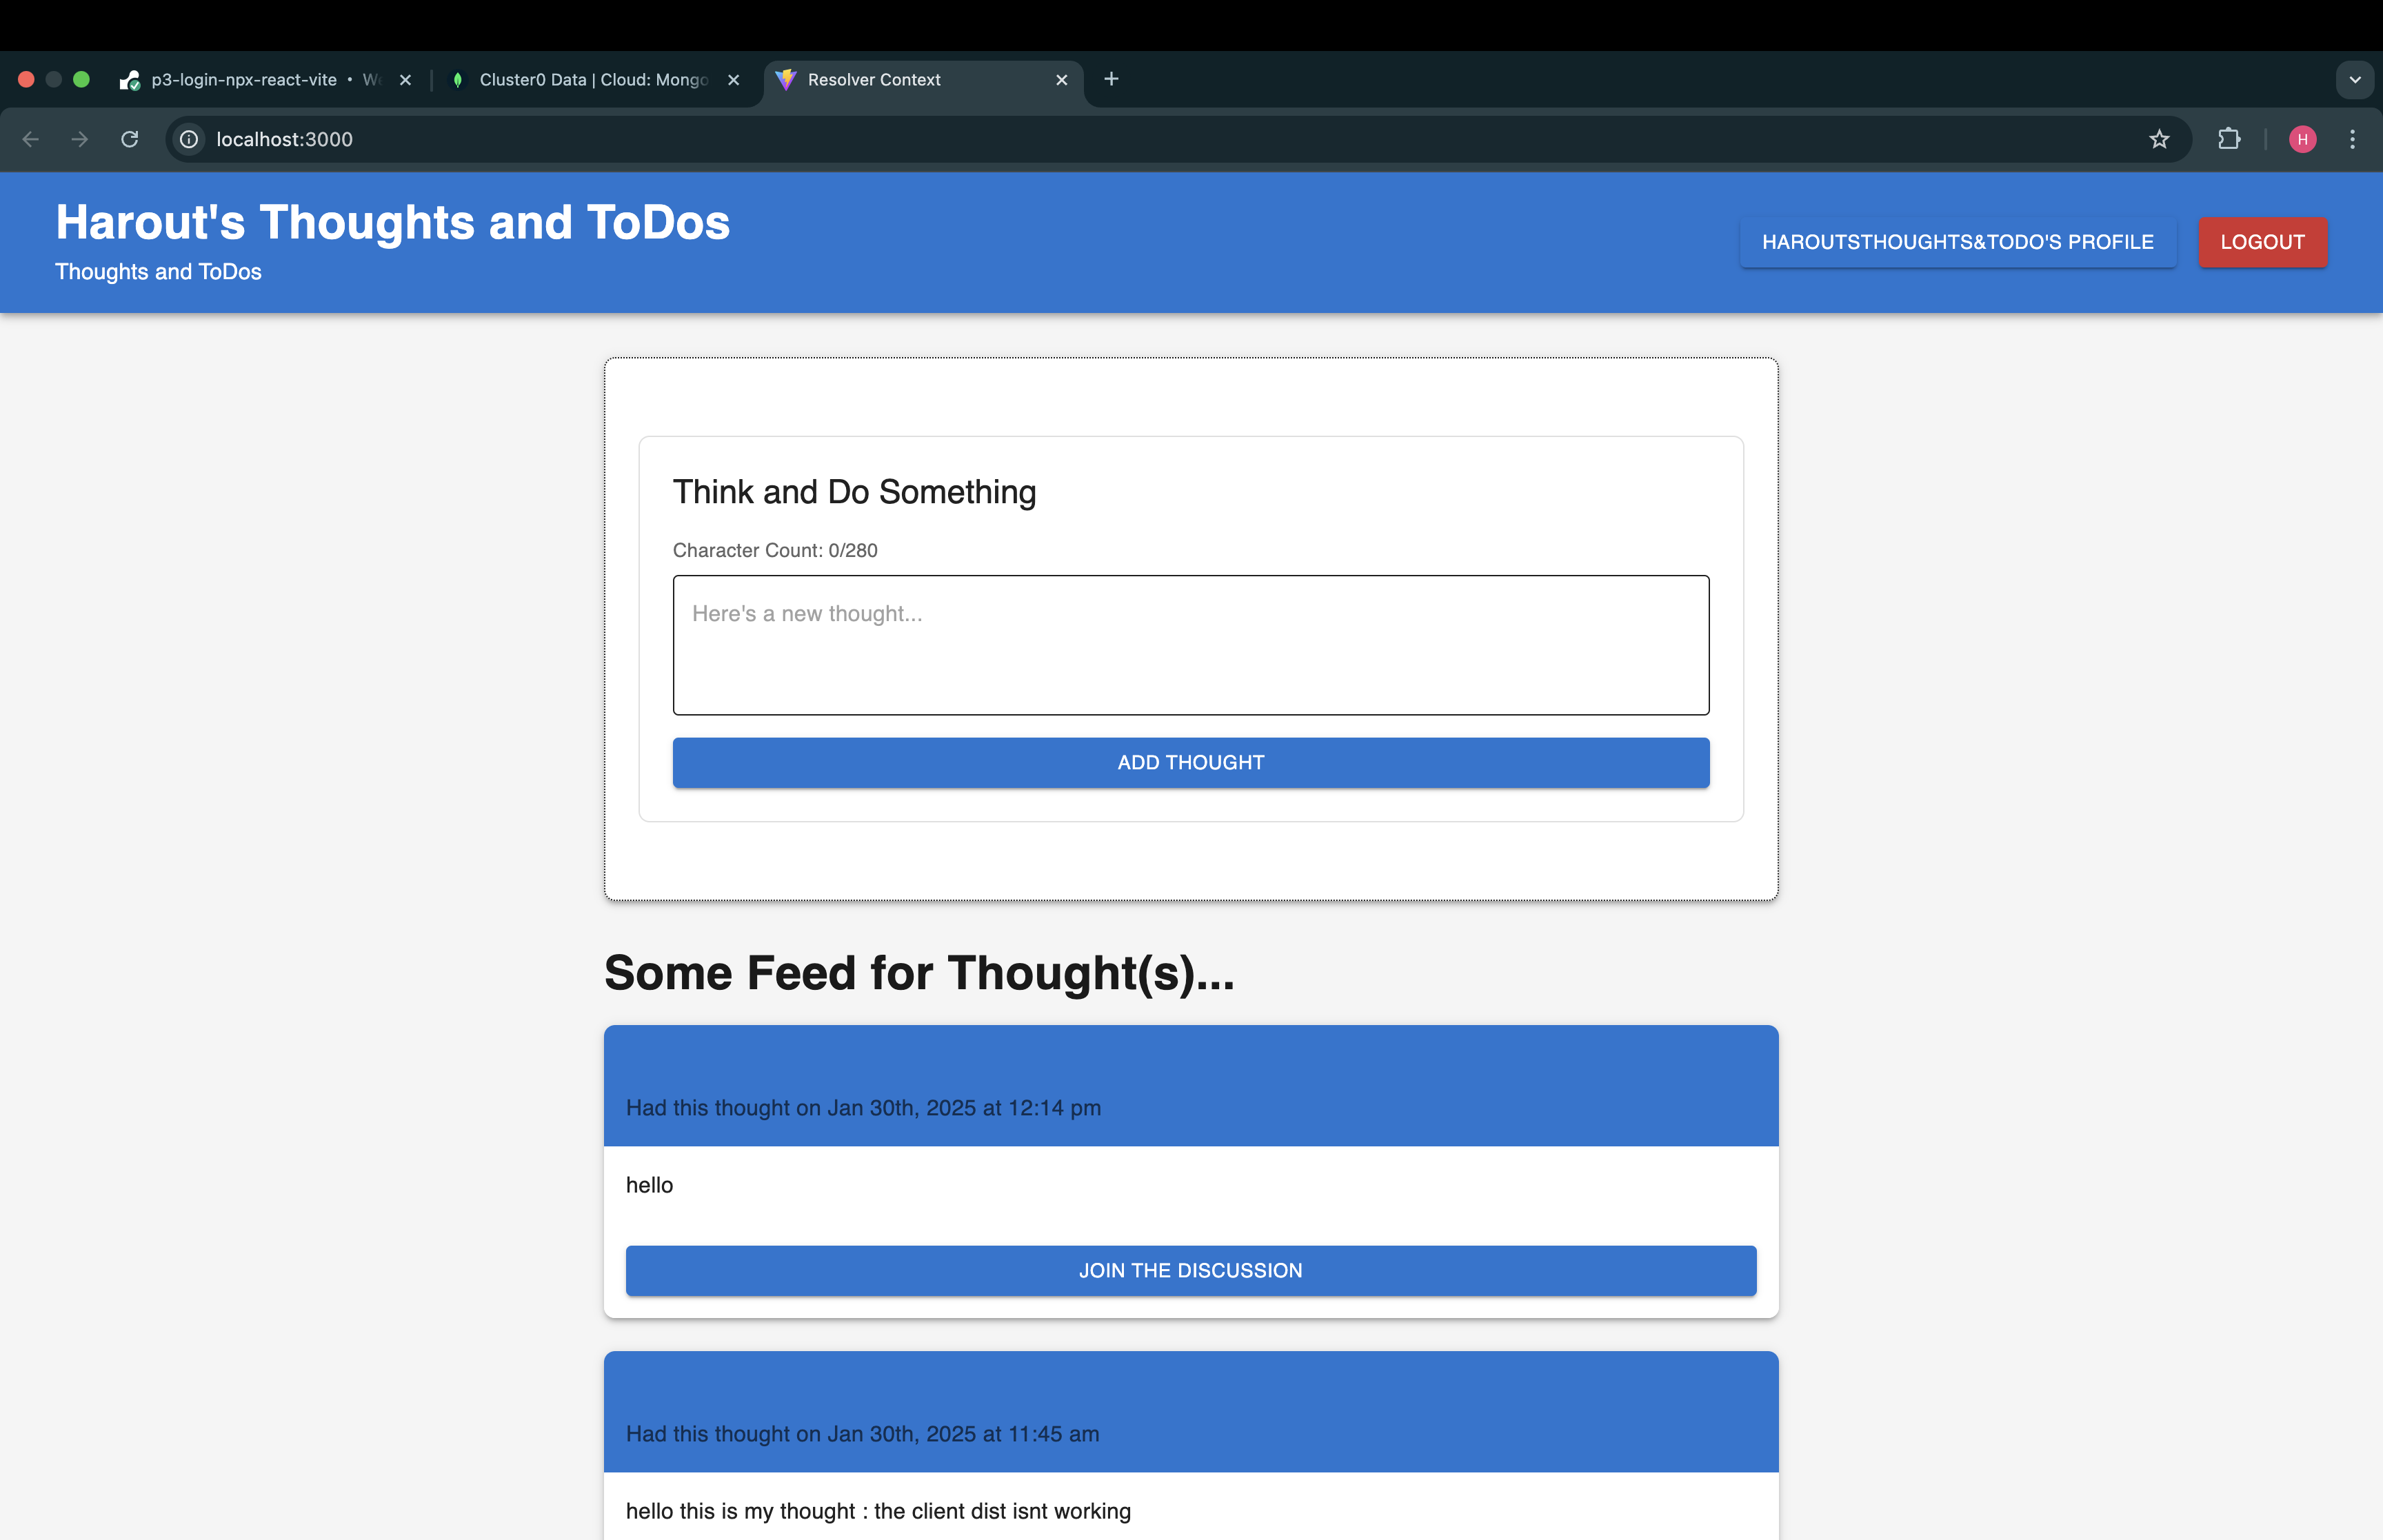 p3-login-npx-react-vite • We
Cluster0 Data | Cloud: Mongo
Resolver Context
localhost:3000
H
Harout's Thoughts and ToDos
Thoughts and ToDos
HAROUTSTHOUGHTS&TODO'S PROFILE
LOGOUT
Think and Do Something
Character Count: 0/280
Here's a new thought...
ADD THOUGHT
Some Feed for Thought(s)...
Had this thought on Jan 30th, 2025 at 12:14 pm
hello
JOIN THE DISCUSSION
Had this thought on Jan 30th, 2025 at 11:45 am
hello this is my thought : the client dist isnt working